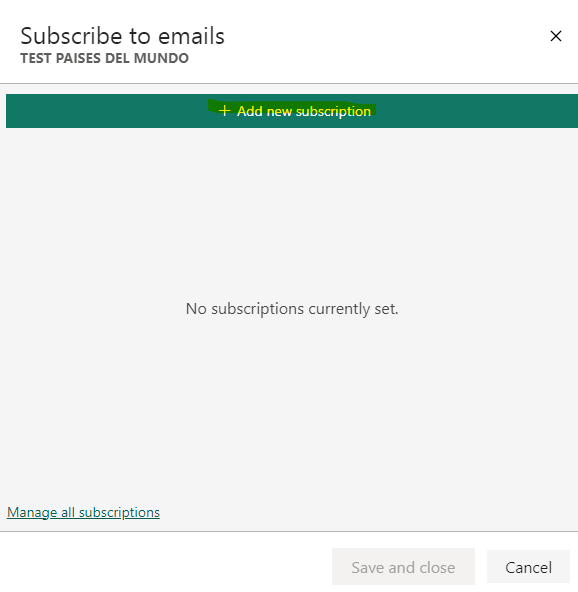 Subscribe to emails
TEST PAISES DEL MUNDO
+ Add new subscription
No subscriptions currently set.
Manage all subscriptions
Save and close
Cancel